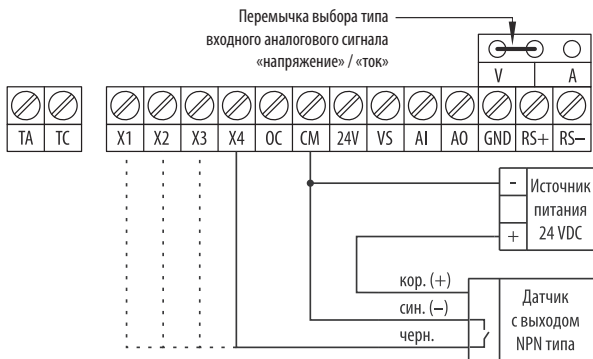 Перемычка выбора типа
входного аналогового сигнала
«напряжение» / «ток»
V A
TA TC X1 X2 X3 X4 OC CM 24V VS AI AO GND RS+ RS–
- Источник
питания
+ 24 VDC
кор. (+)
син. (–)
черн.
Датчик
с выходом
NPN типа